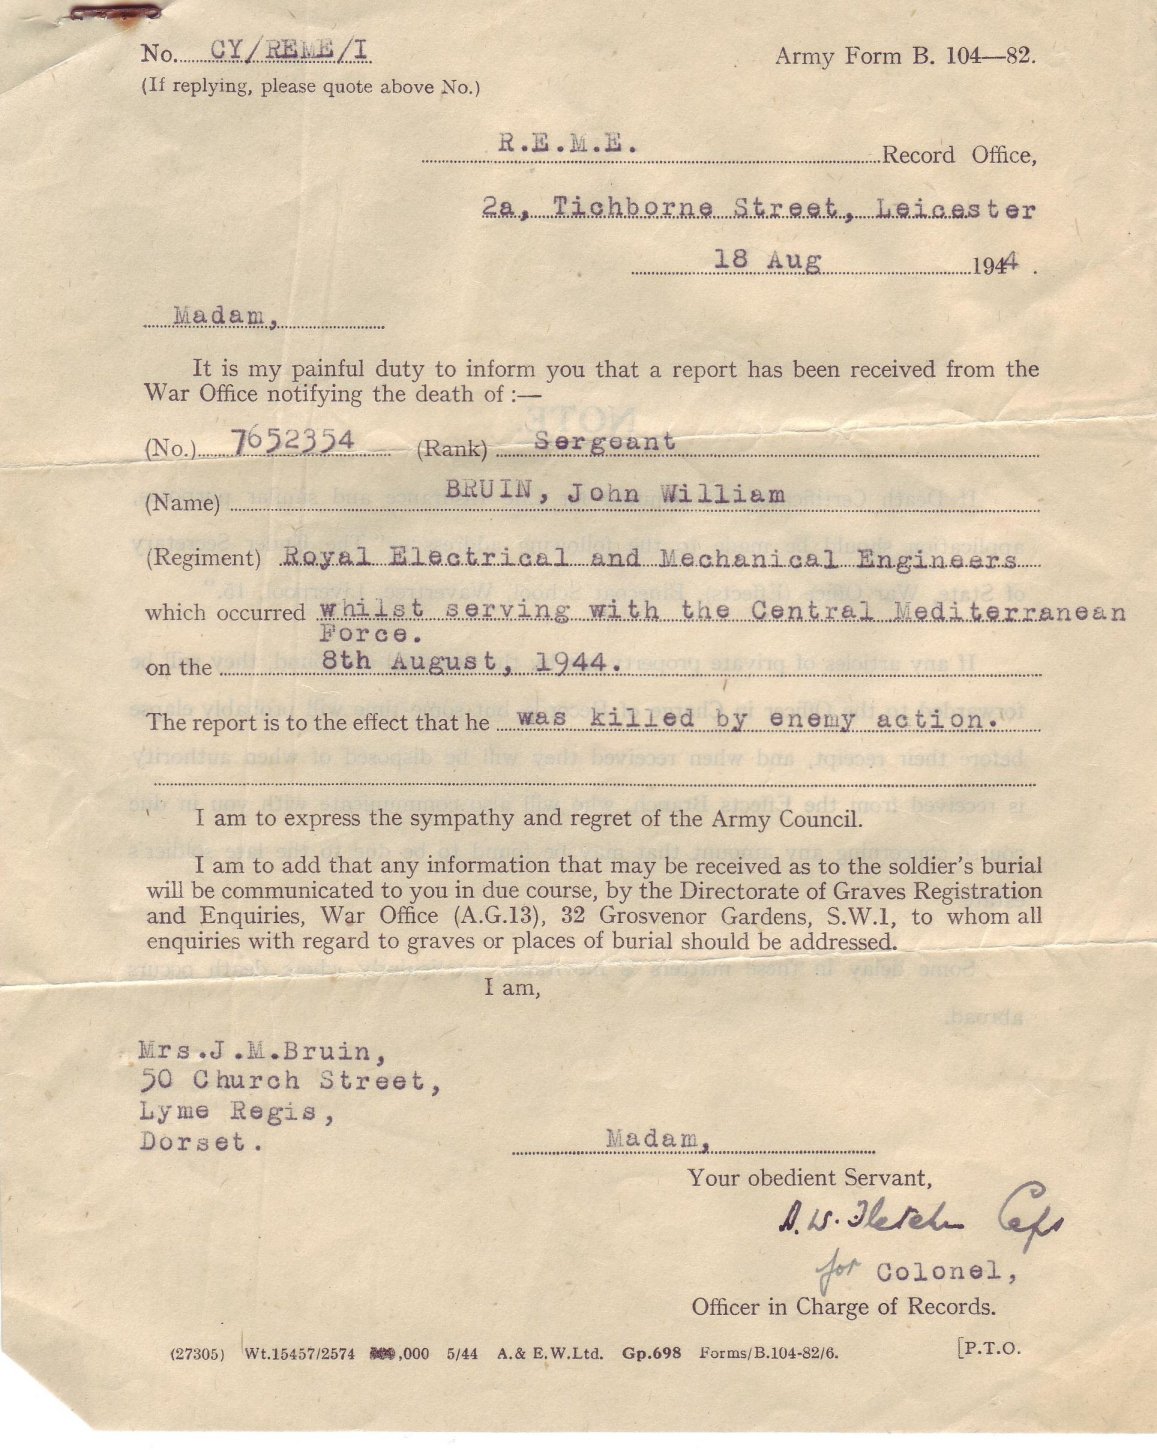 No. CY/REME/I
Army Form B. 104—82.
(If replying, please quote above No.)
R.E.M.E. Record Office,
2a, Tichborne Street, Leicester
18 Aug 1944 .
Madam,
It is my painful duty to inform you that a report has been received from the
War Office notifying the death of :—
(No.) 7652354 (Rank) Sergeant
(Name) BRUIN, John William
(Regiment) Royal Electrical and Mechanical Engineers
which occurred whilst serving with the Central Mediterranean
Force.
on the 8th August, 1944.
The report is to the effect that he was killed by enemy action.
I am to express the sympathy and regret of the Army Council.
I am to add that any information that may be received as to the soldier's burial
will be communicated to you in due course, by the Directorate of Graves Registration
and Enquiries, War Office (A.G.13), 32 Grosvenor Gardens, S.W.1, to whom all
enquiries with regard to graves or places of burial should be addressed.
I am,
Mrs.J.M.Bruin,
50 Church Street,
Lyme Regis,
Dorset.
Madam,
Your obedient Servant,
Capt
for Colonel,
Officer in Charge of Records.
(27305) Wt.15457/2574 ,000 5/44 A.& E.W.Ltd. Gp.698 Forms/B.104-82/6.
[P.T.O.